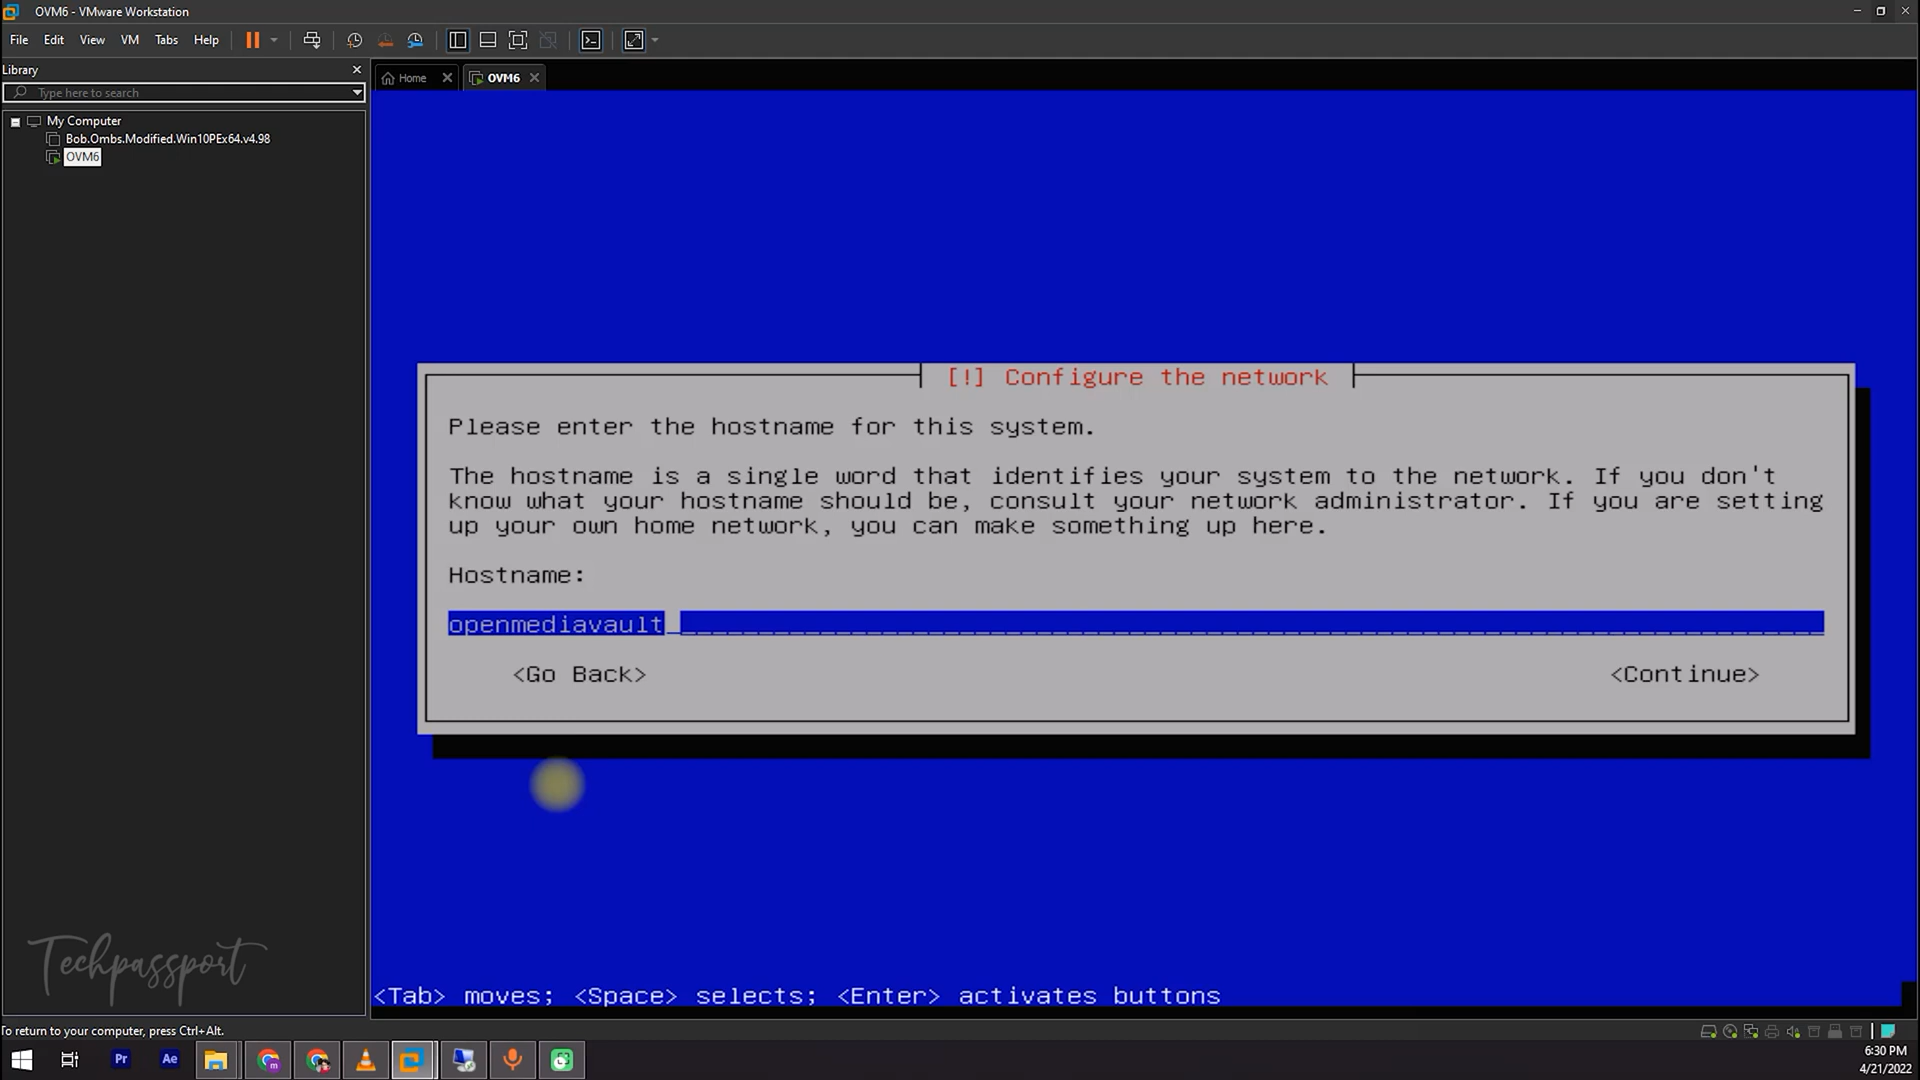 OVM6 - VMware Workstation
File Edit View VM Tabs Help
Library
Type here to search
My Computer
Bob.Ombs.Modified.Win10PEx64.v4.98
OVM6
Home
OVM6
[!] Configure the network
Please enter the hostname for this system.
The hostname is a single word that identifies your system to the network. If you don't
know what your hostname should be, consult your network administrator. If you are setting
up your own home network, you can make something up here.
Hostname:
openmediavault
<Go Back> <Continue>
<Tab> moves; <Space> selects; <Enter> activates buttons
Techpassport
To return to your computer, press Ctrl+Alt.
Pr Ae m
6:30 PM
4/21/2022